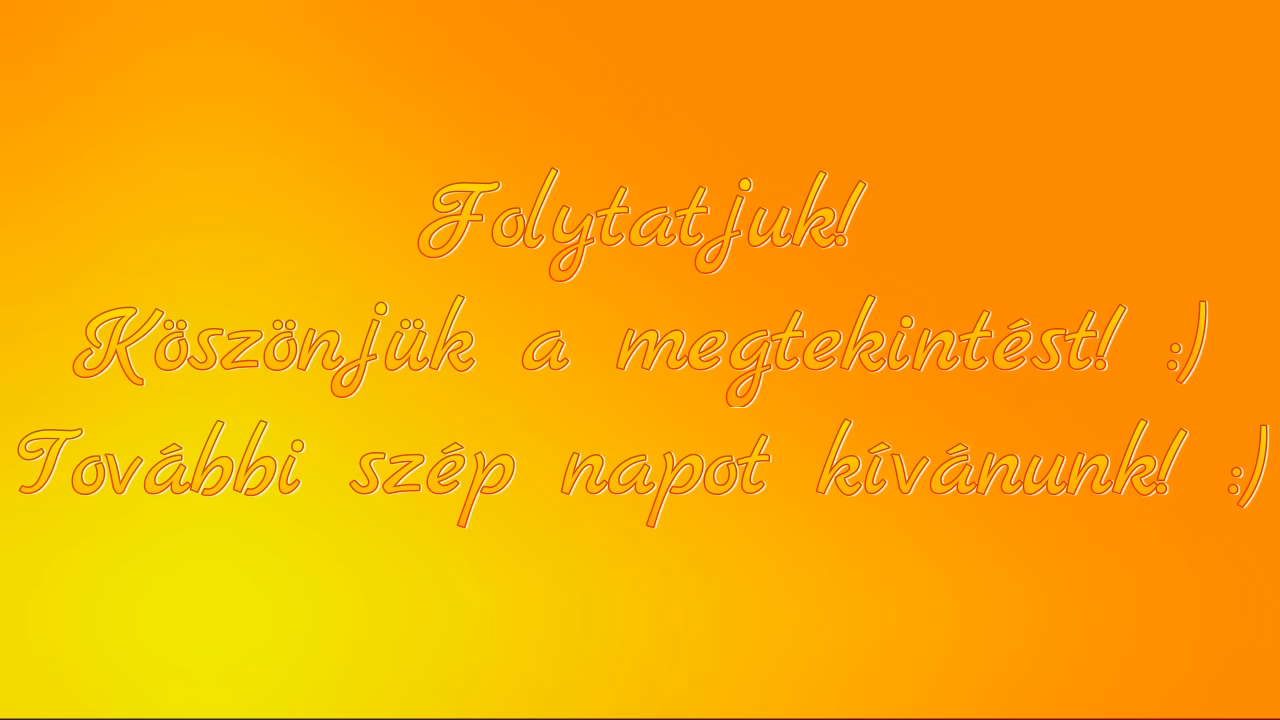 Folytatjuk!
Köszönjük a megtekintést! :)
További szép napot kívánunk! :)